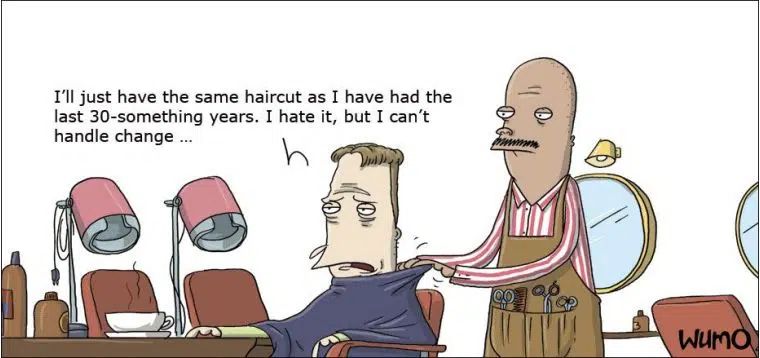 I'll just have the same haircut as I have had the
last 30-something years. I hate it, but I can't
handle change ...
WUMO